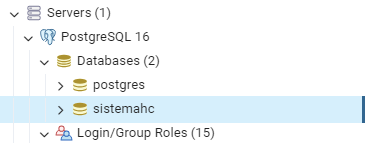 Servers (1)
PostgreSQL 16
Databases (2)
postgres
sistemahc
Login/Group Roles (15)